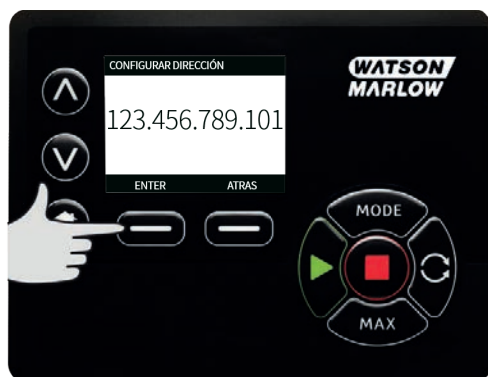 CONFIGURAR DIRECCIÓN
WATSON
MARLOW
123.456.789.101
ENTER ATRAS
MODE
MAX